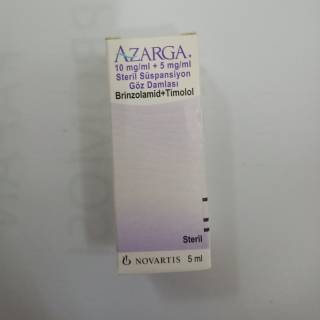 AZARGA®
10 mg/ml + 5 mg/ml
Steril Süspansiyon
Göz Damlası
Brinzolamid+Timolol
Steril
NOVARTIS 5 ml